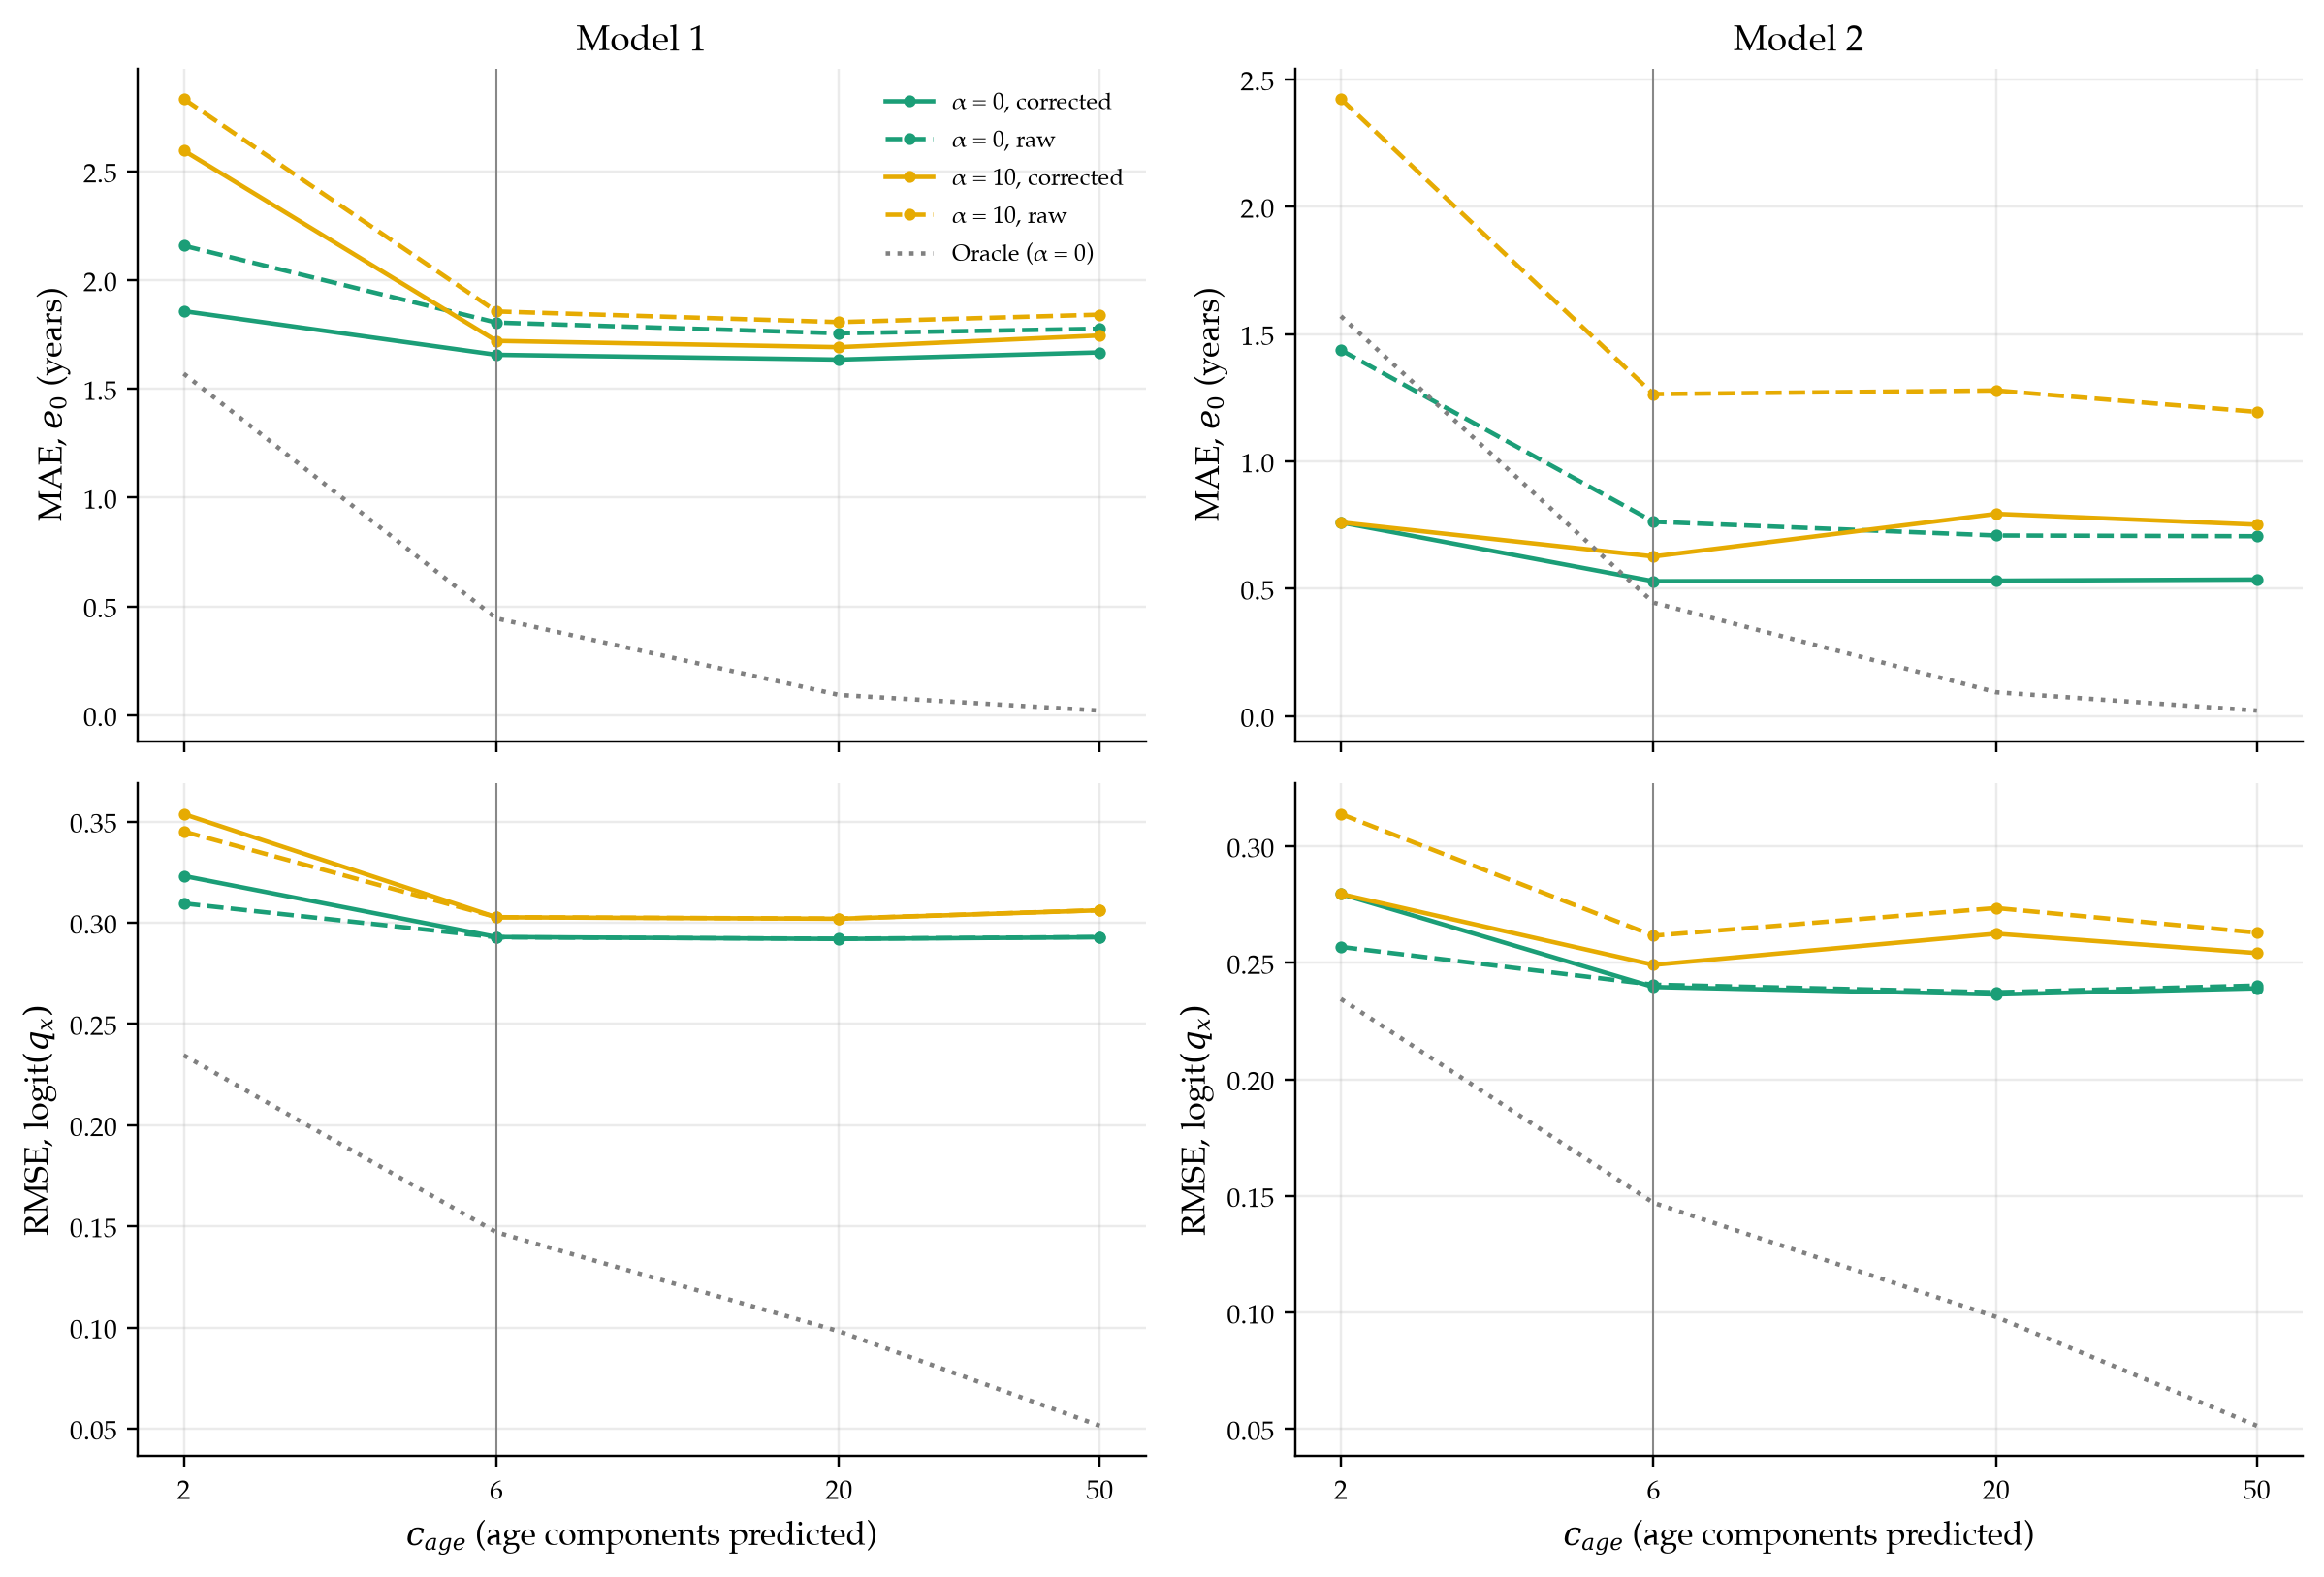 Model 1
2.5
2.0
1.5
1.0
0.5
0.0
MAE, e0 (years)
α = 0, corrected
α = 0, raw
α = 10, corrected
α = 10, raw
Oracle (α = 0)
Model 2
2.5
2.0
1.5
1.0
0.5
0.0
MAE, e0 (years)
0.35
0.30
0.25
0.20
0.15
0.10
0.05
RMSE, logit(qx)
2 6 20 50
cage (age components predicted)
0.30
0.25
0.20
0.15
0.10
0.05
RMSE, logit(qx)
2 6 20 50
cage (age components predicted)